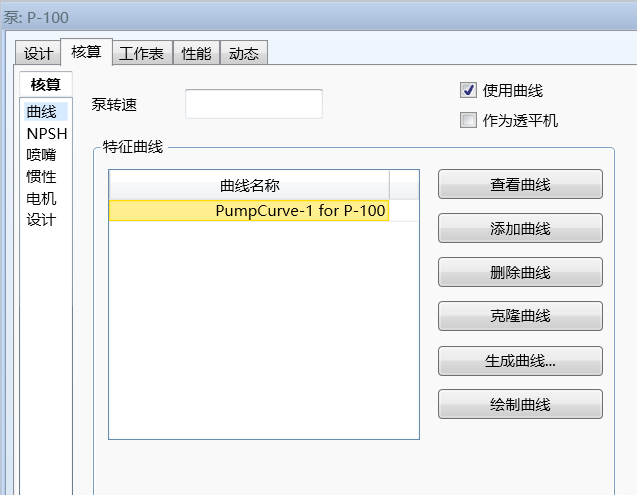 泵: P-100
设计 核算 工作表 性能 动态
核算
曲线
NPSH
喷嘴
惯性
电机
设计
泵转速
使用曲线
作为透平机
特征曲线
曲线名称
PumpCurve-1 for P-100
查看曲线
添加曲线
删除曲线
克隆曲线
生成曲线...
绘制曲线